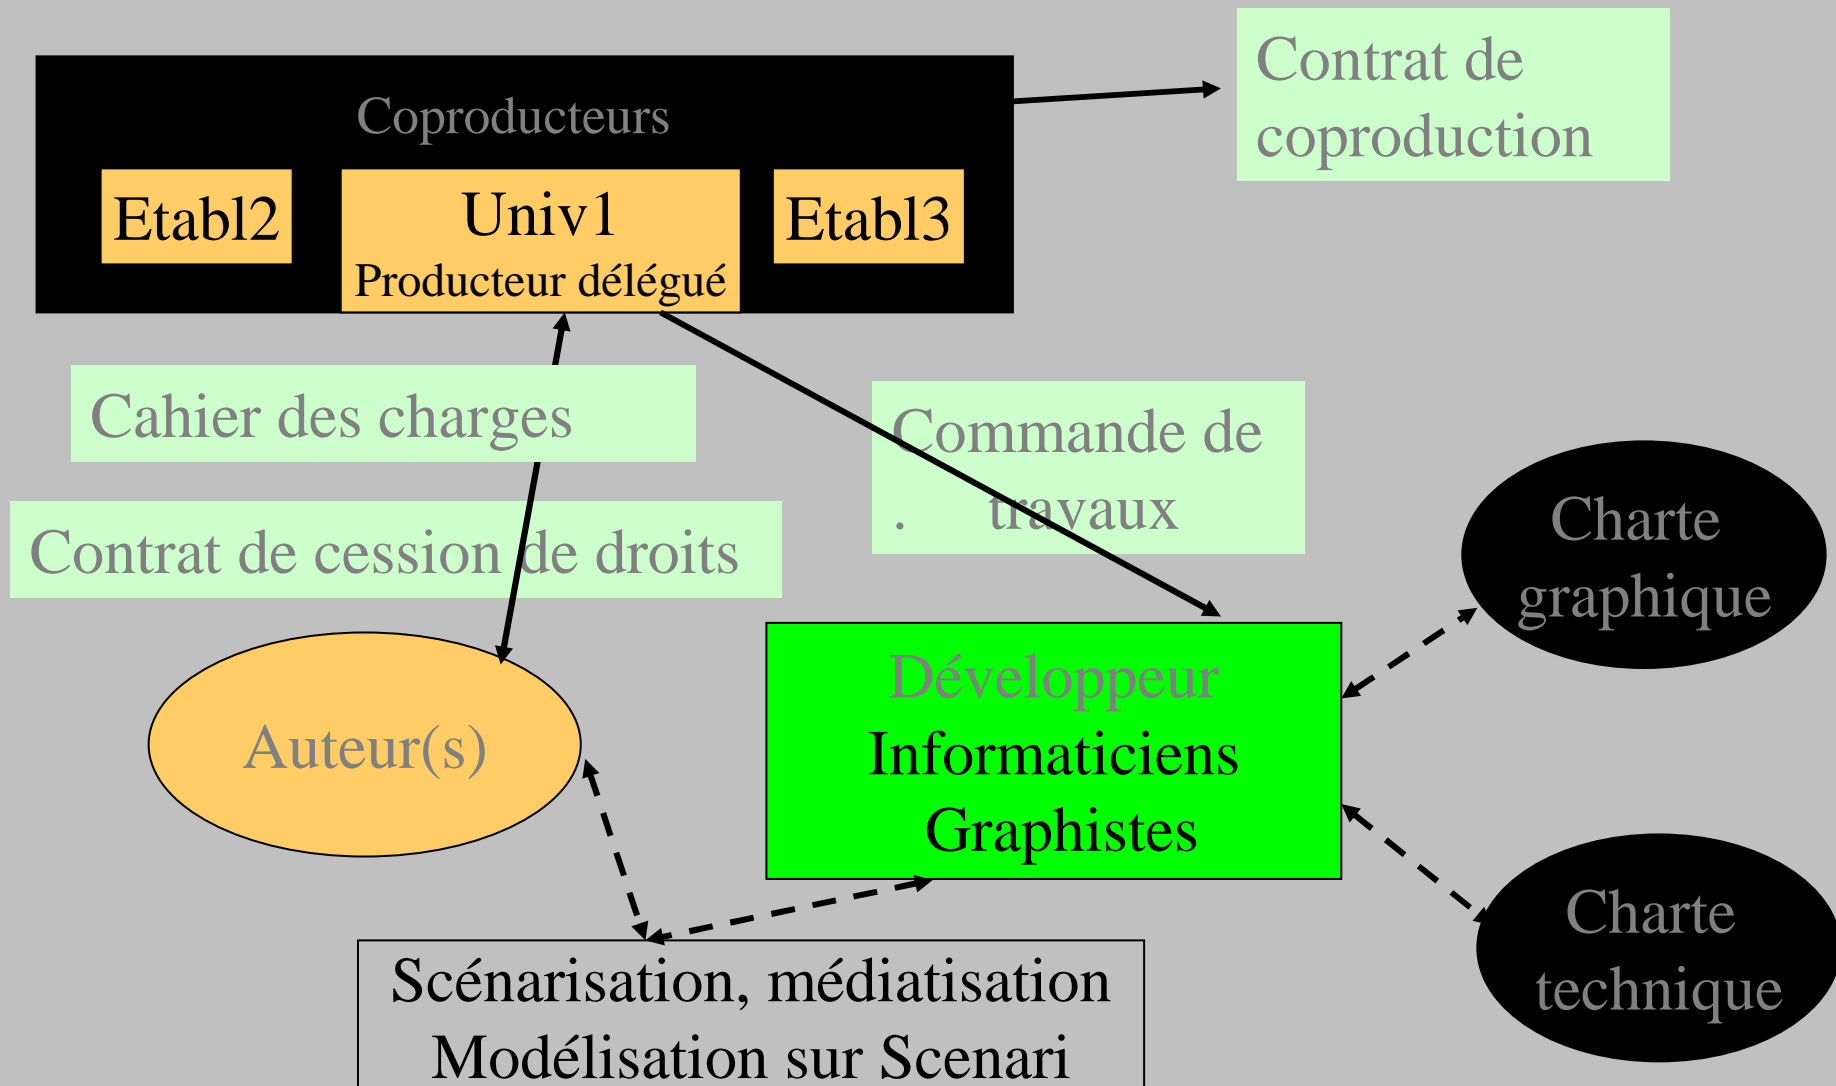 Contrat de
coproduction
Coproducteurs
Etabl2
Univ1
Producteur délégué
Etabl3
Cahier des charges
Contrat de cession de droits
Commande de
. travaux
Charte
graphique
Auteur(s)
Développeur
Informaticiens
Graphistes
Charte
technique
Scénarisation, médiatisation
Modélisation sur Scenari